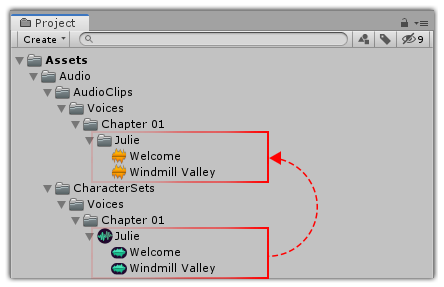 Project
Create
9
Assets
Audio
AudioClips
Voices
Chapter 01
Julie
Welcome
Windmill Valley
CharacterSets
Voices
Chapter 01
Julie
Welcome
Windmill Valley